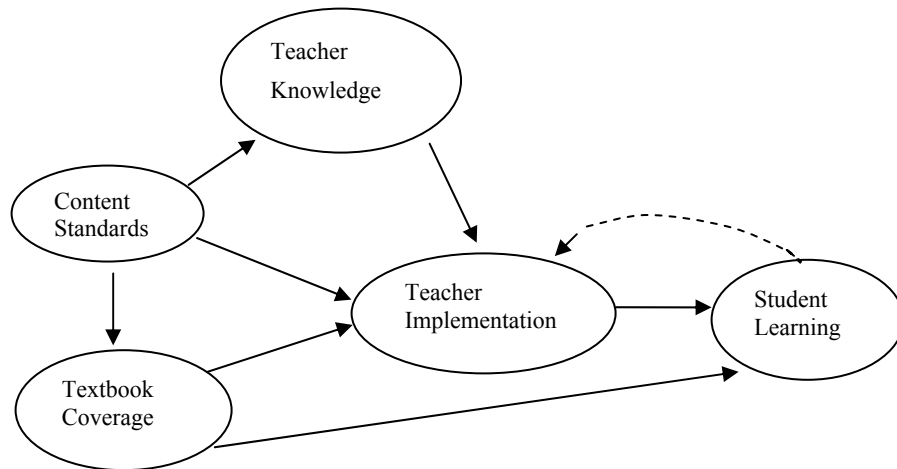 Teacher
Knowledge
Content
Standards
Teacher
Implementation
Student
Learning
Textbook
Coverage